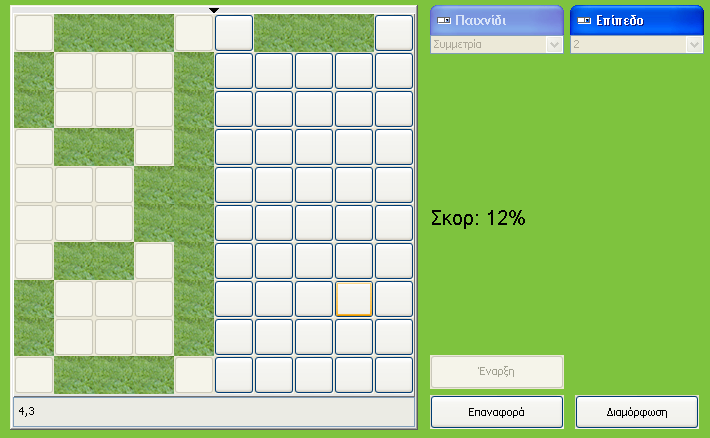 Παιχνίδι
Επίπεδο
Συμμετρία
2
Σκορ: 12%
Έναρξη
Επαναφορά
Διαμόρφωση
4,3